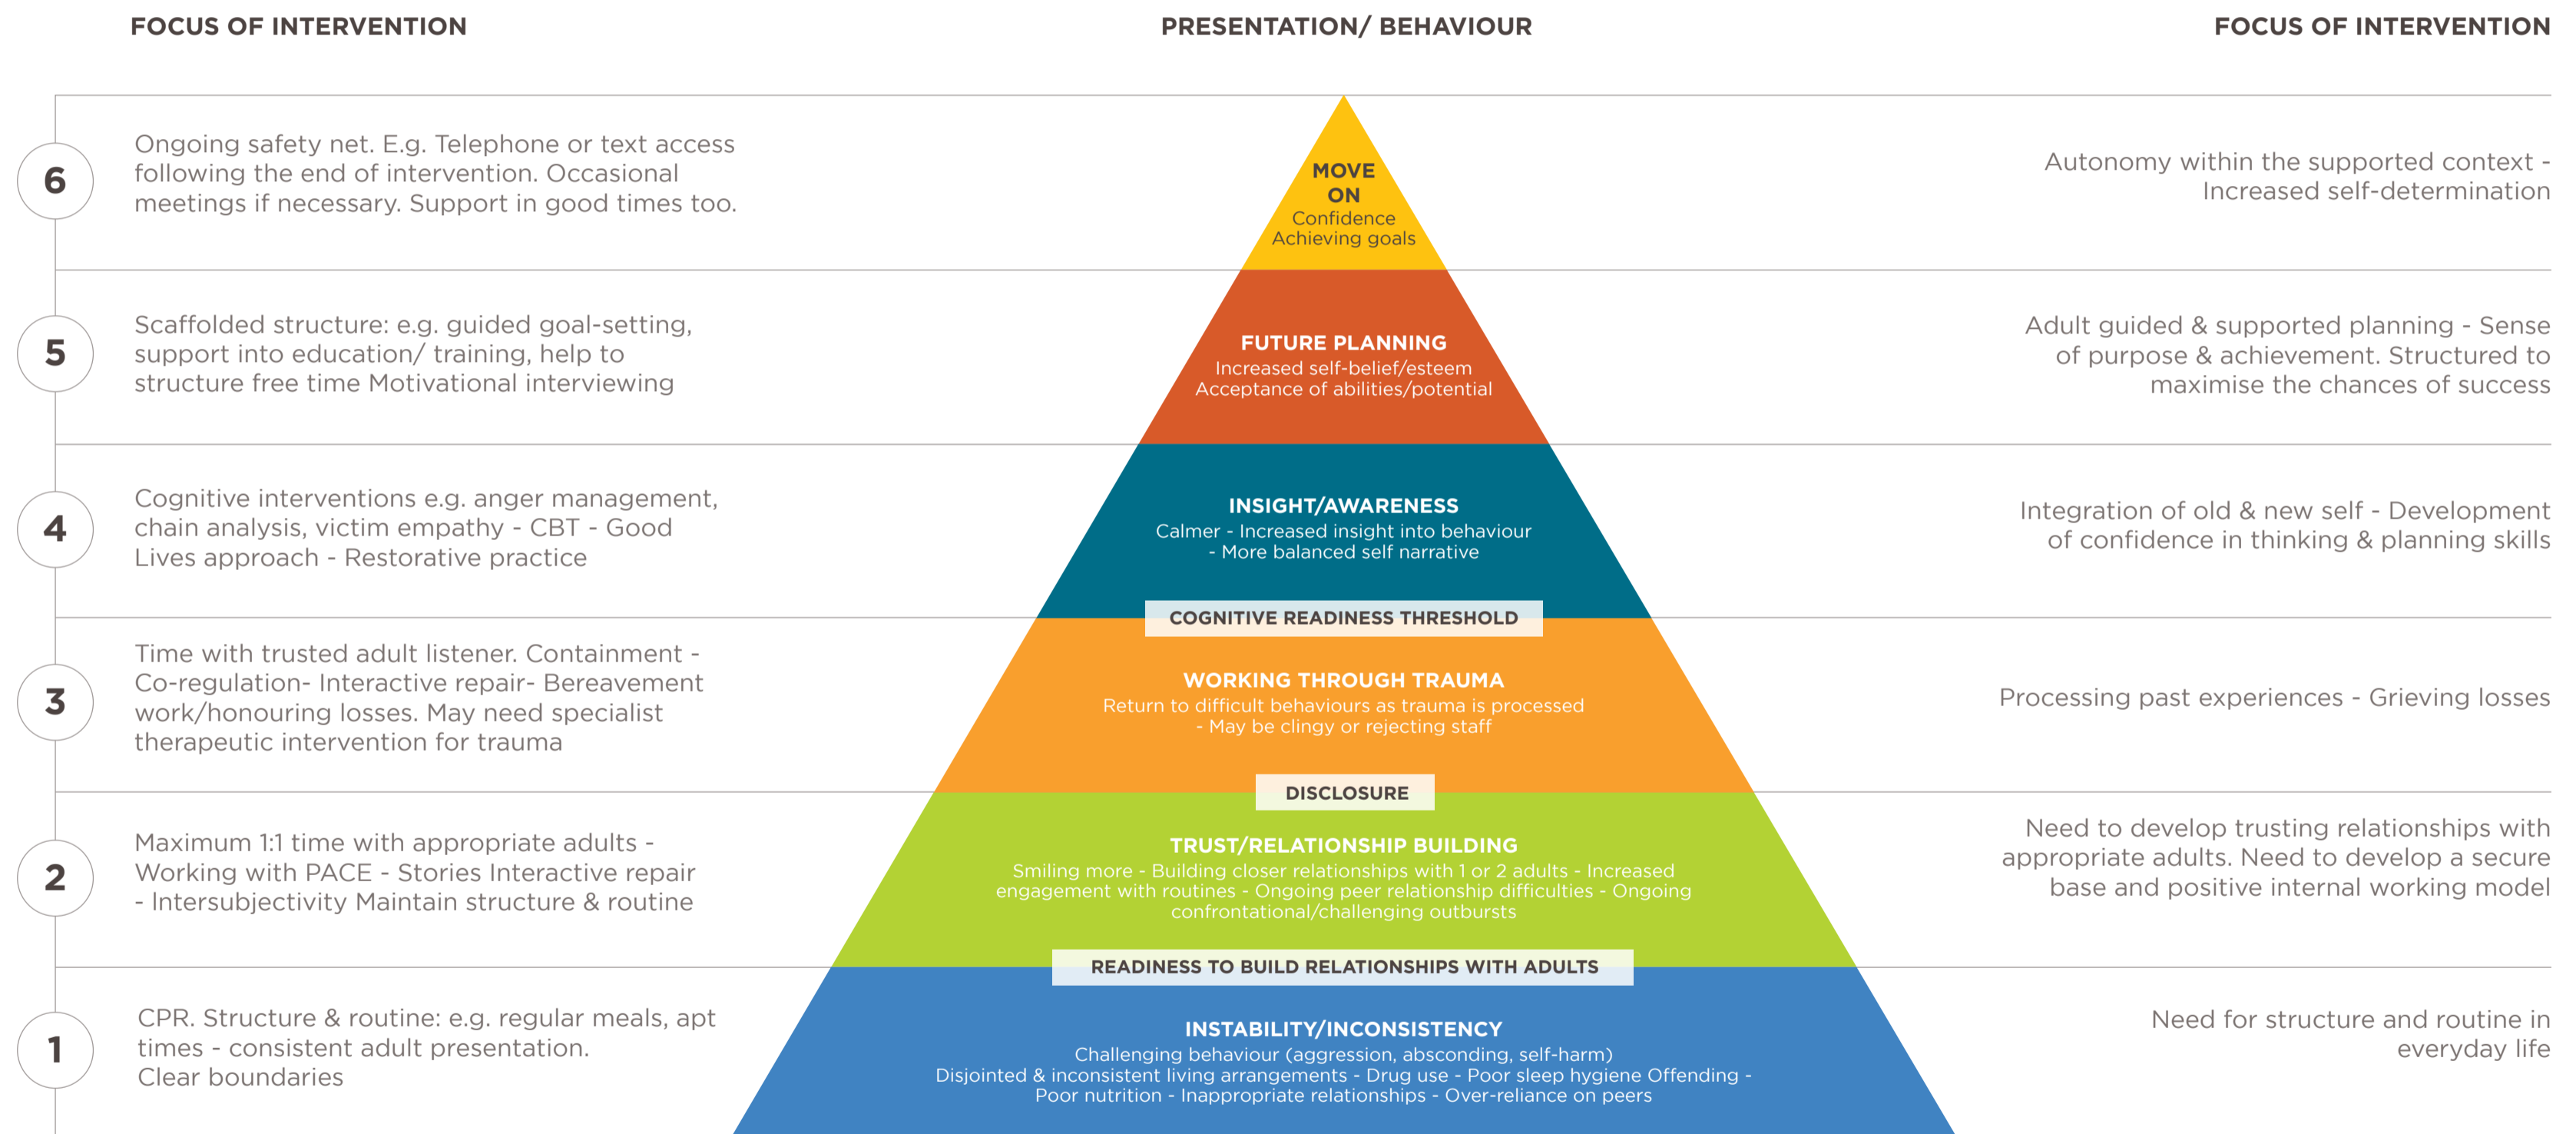 FOCUS OF INTERVENTION
PRESENTATION/ BEHAVIOUR
FOCUS OF INTERVENTION
6
Ongoing safety net. E.g. Telephone or text access
following the end of intervention. Occasional
meetings if necessary. Support in good times too.
MOVE
ON
Confidence
Achieving goals
Autonomy within the supported context -
Increased self-determination
5
Scaffolded structure: e.g. guided goal-setting,
support into education/ training, help to
structure free time Motivational interviewing
FUTURE PLANNING
Increased self-belief/esteem
Acceptance of abilities/potential
Adult guided & supported planning - Sense
of purpose & achievement. Structured to
maximise the chances of success
4
Cognitive interventions e.g. anger management,
chain analysis, victim empathy - CBT - Good
Lives approach - Restorative practice
INSIGHT/AWARENESS
Calmer - Increased insight into behaviour
- More balanced self narrative
Integration of old & new self - Development
of confidence in thinking & planning skills
COGNITIVE READINESS THRESHOLD
3
Time with trusted adult listener. Containment -
Co-regulation- Interactive repair- Bereavement
work/honouring losses. May need specialist
therapeutic intervention for trauma
WORKING THROUGH TRAUMA
Return to difficult behaviours as trauma is processed
- May be clingy or rejecting staff
Processing past experiences - Grieving losses
DISCLOSURE
2
Maximum 1:1 time with appropriate adults -
Working with PACE - Stories Interactive repair
- Intersubjectivity Maintain structure & routine
TRUST/RELATIONSHIP BUILDING
Smiling more - Building closer relationships with 1 or 2 adults - Increased
engagement with routines - Ongoing peer relationship difficulties - Ongoing
confrontational/challenging outbursts
Need to develop trusting relationships with
appropriate adults. Need to develop a secure
base and positive internal working model
READINESS TO BUILD RELATIONSHIPS WITH ADULTS
1
CPR. Structure & routine: e.g. regular meals, apt
times - consistent adult presentation.
Clear boundaries
INSTABILITY/INCONSISTENCY
Challenging behaviour (aggression, absconding, self-harm)
Disjointed & inconsistent living arrangements - Drug use - Poor sleep hygiene Offending -
Poor nutrition - Inappropriate relationships - Over-reliance on peers
Need for structure and routine in
everyday life